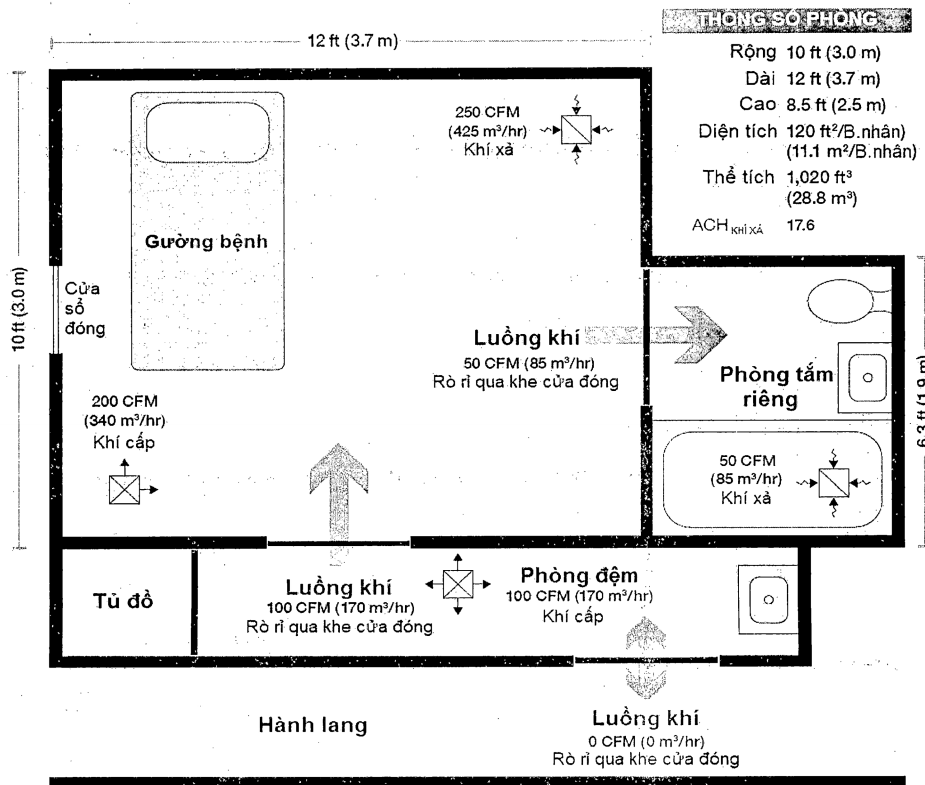 12 ft (3.7 m)
THÔNG SỐ PHÒNG
Rộng 10 ft (3.0 m)
Dài 12 ft (3.7 m)
Cao 8.5 ft (2.5 m)
Diện tích 120 ft²/B.nhân)
(11.1 m²/B.nhân)
Thể tích 1,020 ft³
(28.8 m³)
ACH KHÍ XẢ 17.6
250 CFM
(425 m³/hr)
Khí xả
Gường bệnh
10 ft (3.0 m)
Cửa
sổ
đóng
Luồng khí
50 CFM (85 m³/hr)
Rò rỉ qua khe cửa đóng
Phòng tắm
riêng
6.3 ft (1.9 m)
200 CFM
(340 m³/hr)
Khí cấp
50 CFM
(85 m³/hr)
Khí xả
Tủ đồ
Luồng khí
100 CFM (170 m³/hr)
Rò rỉ qua khe cửa đóng
Phòng đệm
100 CFM (170 m³/hr)
Khí cấp
Hành lang
Luồng khí
0 CFM (0 m³/hr)
Rò rỉ qua khe cửa đóng